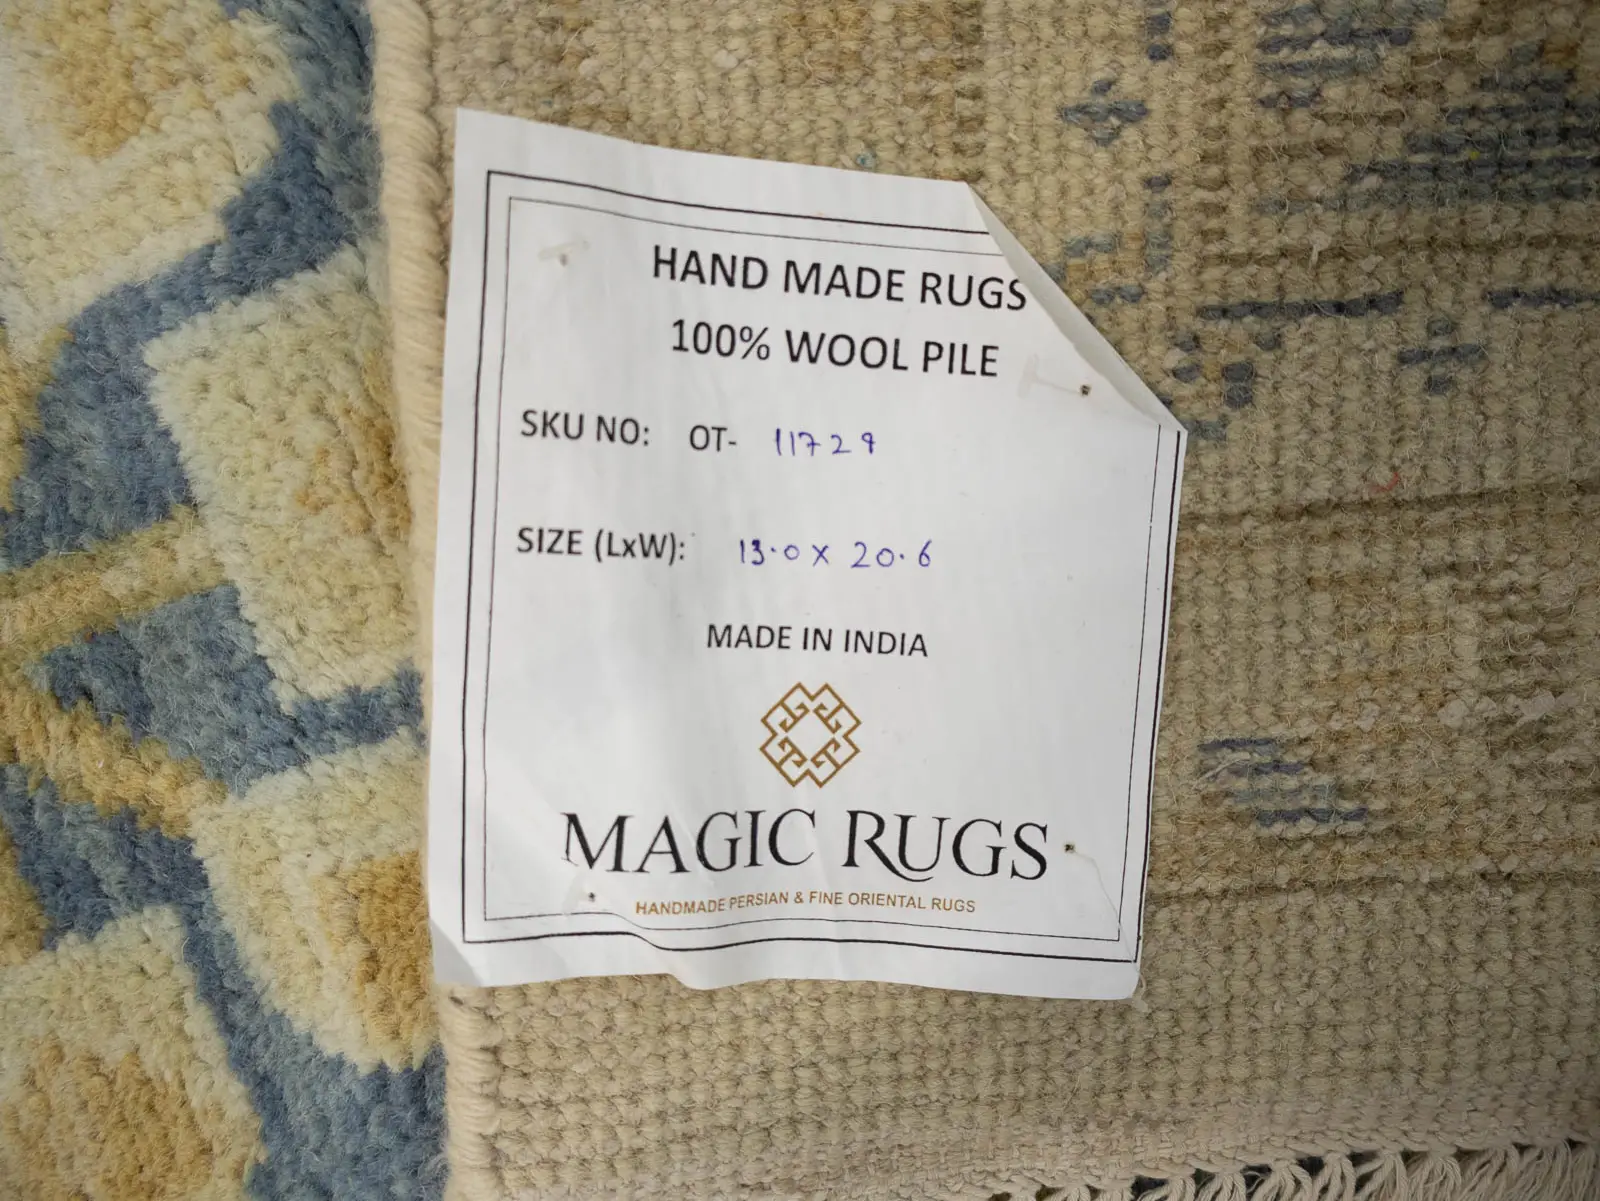 HAND MADE RUGS
100% WOOL PILE
SKU NO: OT- 11729
SIZE (LxW): 13.0 x 20.6
MADE IN INDIA
MAGIC RUGS
HANDMADE PERSIAN & FINE ORIENTAL RUGS